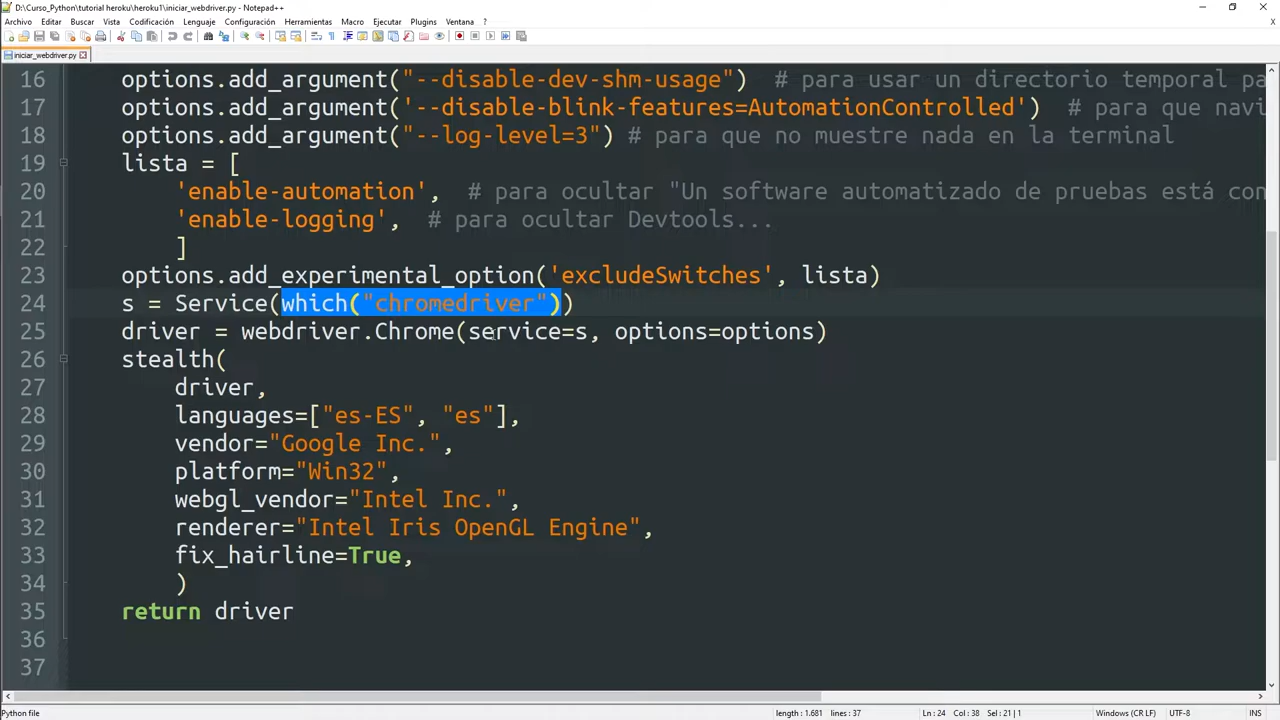 D:\Curso_Python\tutorial heroku\heroku1\iniciar_webdriver.py - Notepad++
Archivo Editar Buscar Vista Codificación Lenguaje Configuración Herramientas Macro Ejecutar Plugins Ventana ?
iniciar_webdriver.py
16 options.add_argument("--disable-dev-shm-usage") # para usar un directorio temporal pa
17 options.add_argument('--disable-blink-features=AutomationControlled') # para que navi
18 options.add_argument("--log-level=3") # para que no muestre nada en la terminal
19 lista = [
20 'enable-automation', # para ocultar "Un software automatizado de pruebas está con
21 'enable-logging', # para ocultar Devtools...
22 ]
23 options.add_experimental_option('excludeSwitches', lista)
24 s = Service(which("chromedriver"))
25 driver = webdriver.Chrome(service=s, options=options)
26 stealth(
27 driver,
28 languages=["es-ES", "es"],
29 vendor="Google Inc.",
30 platform="Win32",
31 webgl_vendor="Intel Inc.",
32 renderer="Intel Iris OpenGL Engine",
33 fix_hairline=True,
34 )
35 return driver
36
37
Python file length : 1.681 lines : 37 Ln : 24 Col : 38 Sel : 21 | 1 Windows (CR LF) UTF-8 INS